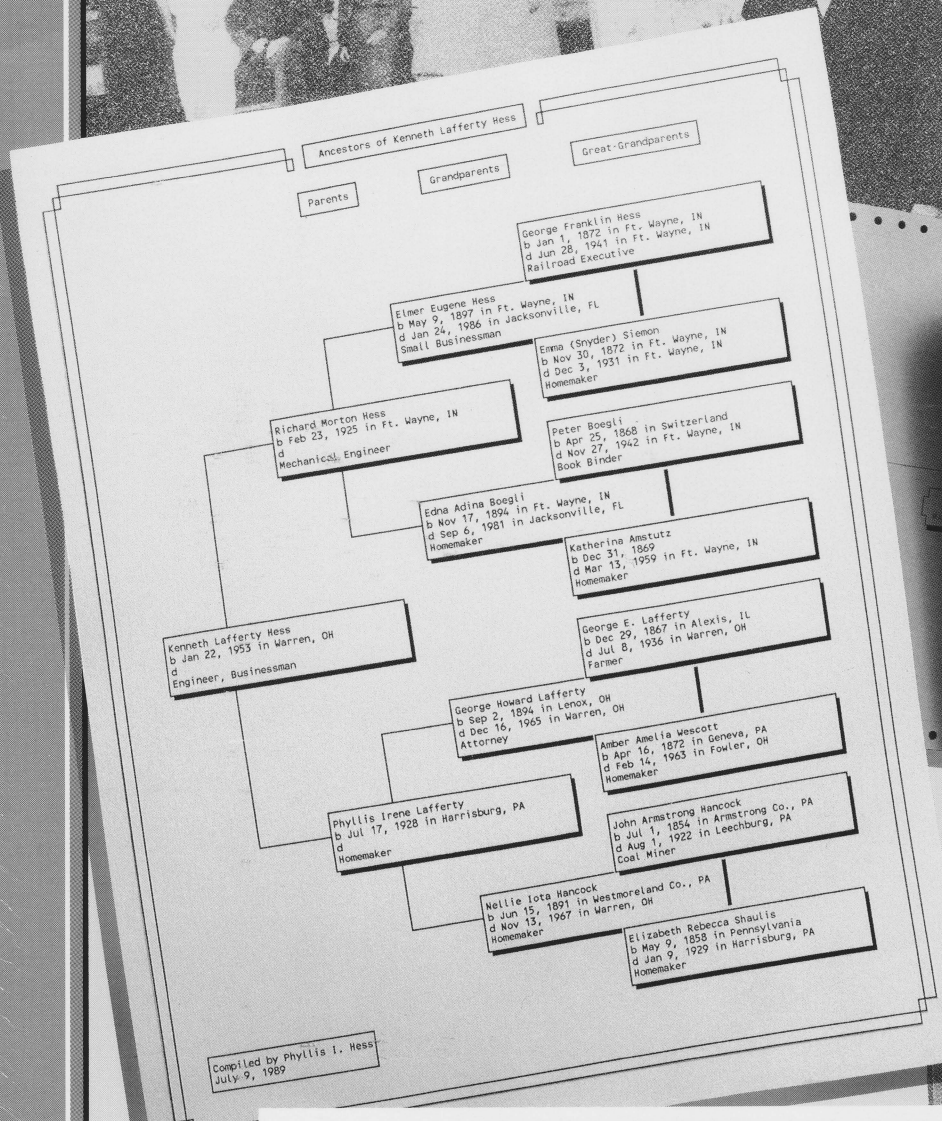 Ancestors of Kenneth Lafferty Hess
Parents
Grandparents
Great-Grandparents
George Franklin Hess
b Jan 1, 1872 in Ft. Wayne, IN
d Jun 28, 1941 in Ft. Wayne, IN
Railroad Executive
Elmer Eugene Hess
b May 9, 1897 in Ft. Wayne, IN
d Jan 24, 1986 in Jacksonville, FL
Small Businessman
Emma (Snyder) Siemon
b Nov 30, 1872 in Ft. Wayne, IN
d Dec 3, 1931 in Ft. Wayne, IN
Homemaker
Richard Morton Hess
b Feb 23, 1925 in Ft. Wayne, IN
d
Mechanical Engineer
Peter Boegli
b Apr 25, 1868 in Switzerland
d Nov 27, 1942 in Ft. Wayne, IN
Book Binder
Edna Adina Boegli
b Nov 17, 1894 in Ft. Wayne, IN
d Sep 6, 1981 in Jacksonville, FL
Homemaker
Katherina Amstutz
b Dec 31, 1869
d Mar 13, 1959 in Ft. Wayne, IN
Homemaker
Kenneth Lafferty Hess
b Jan 22, 1953 in Warren, OH
d
Engineer, Businessman
George E. Lafferty
b Dec 29, 1867 in Alexis, IL
d Jul 8, 1936 in Warren, OH
Farmer
George Howard Lafferty
b Sep 2, 1894 in Lenox, OH
d Dec 16, 1965 in Warren, OH
Attorney
Amber Amelia Wescott
b Apr 16, 1872 in Geneva, PA
d Feb 14, 1963 in Fowler, OH
Homemaker
Phyllis Irene Lafferty
b Jul 17, 1928 in Harrisburg, PA
d
Homemaker
John Armstrong Hancock
b Jul 1, 1854 in Armstrong Co., PA
d Aug 1, 1922 in Leechburg, PA
Coal Miner
Nellie Iota Hancock
b Jun 15, 1891 in Westmoreland Co., PA
d Nov 13, 1967 in Warren, OH
Homemaker
Elizabeth Rebecca Shaulis
b May 9, 1858 in Pennsylvania
d Jan 9, 1929 in Harrisburg, PA
Homemaker
Compiled by Phyllis I. Hess
July 9, 1989